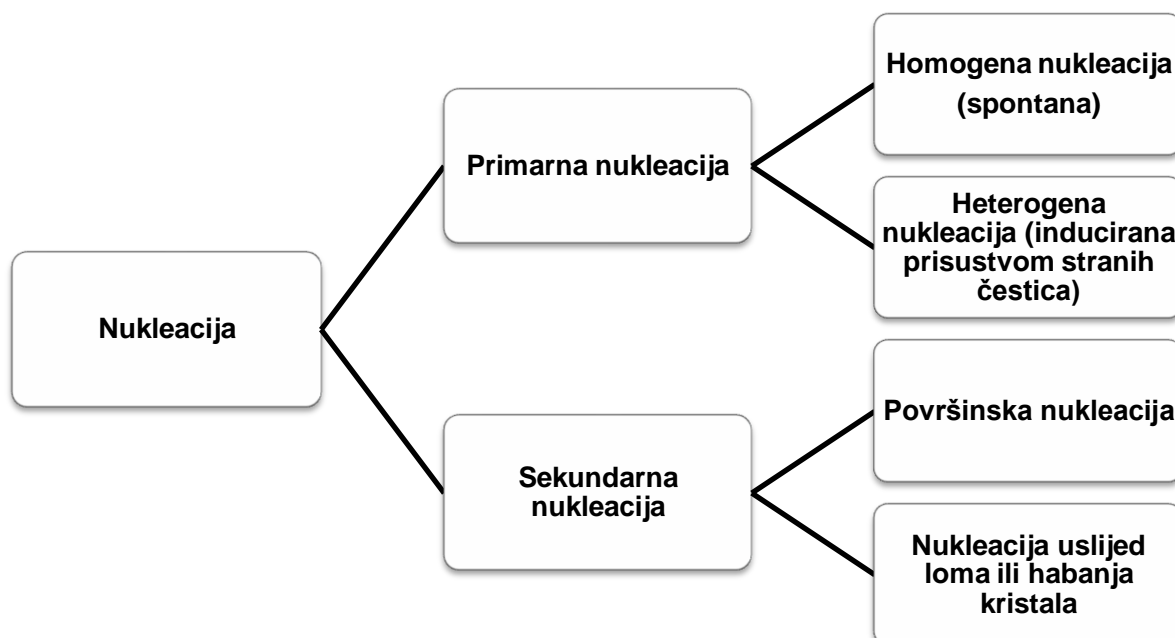 Homogena nukleacija
(spontana)
Primarna nukleacija
Heterogena
nukleacija (inducirana
prisustvom stranih
čestica)
Nukleacija
Površinska nukleacija
Sekundarna
nukleacija
Nukleacija uslijed
loma ili habanja
kristala